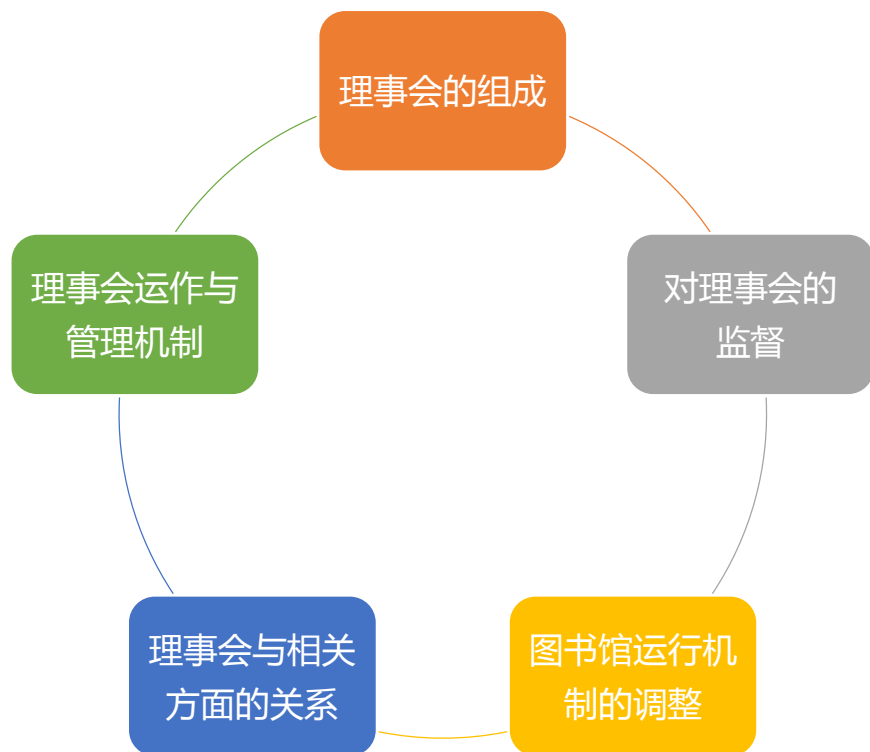 理事会的组成
对理事会的
监督
图书馆运行机
制的调整
理事会与相关
方面的关系
理事会运作与
管理机制